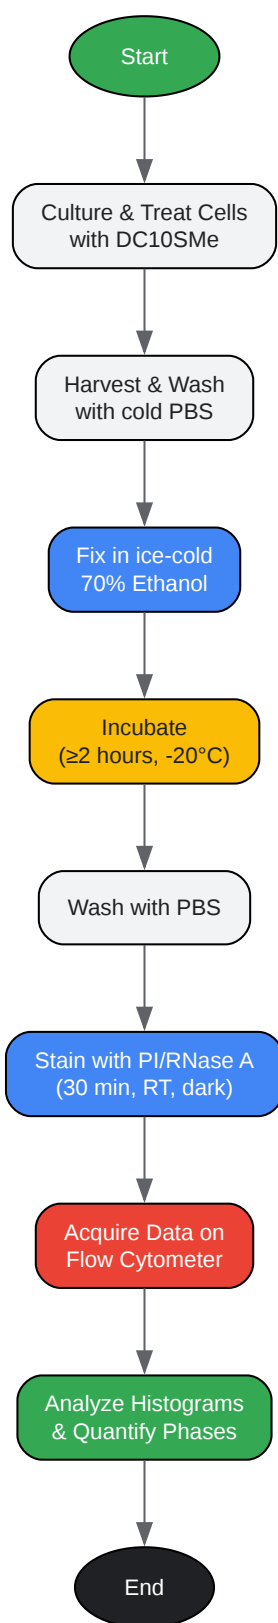 Start
Culture & Treat Cells
with DC10SMe
Harvest & Wash
with cold PBS
Fix in ice-cold
70% Ethanol
Incubate
(≥2 hours, -20°C)
Wash with PBS
Stain with PI/RNase A
(30 min, RT, dark)
Acquire Data on
Flow Cytometer
Analyze Histograms
& Quantify Phases
End